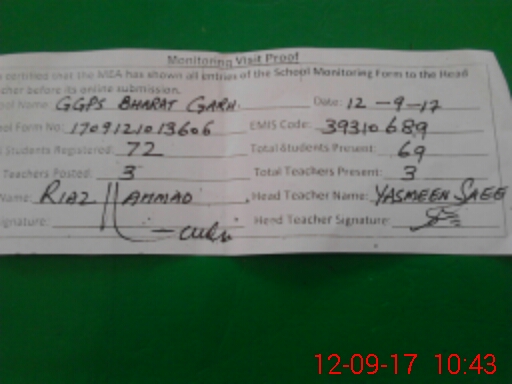 Monitoring Visit Proof
certified that the MEA has shown all entries of the School Monitoring Form to the Head
cher before its online submission.
ool Name: GGPS BHARAT GARH. Date: 12-9-17
ol Form No: 1709121013606 EMIS Code: 39310689
Students Registered: 72 Total Students Present: 69
Teachers Posted: 3 Total Teachers Present: 3
Name: RIAZ AHMAD Head Teacher Name: YASMEEN SAEE
ignature: Head Teacher Signature:
12-09-17 10:43